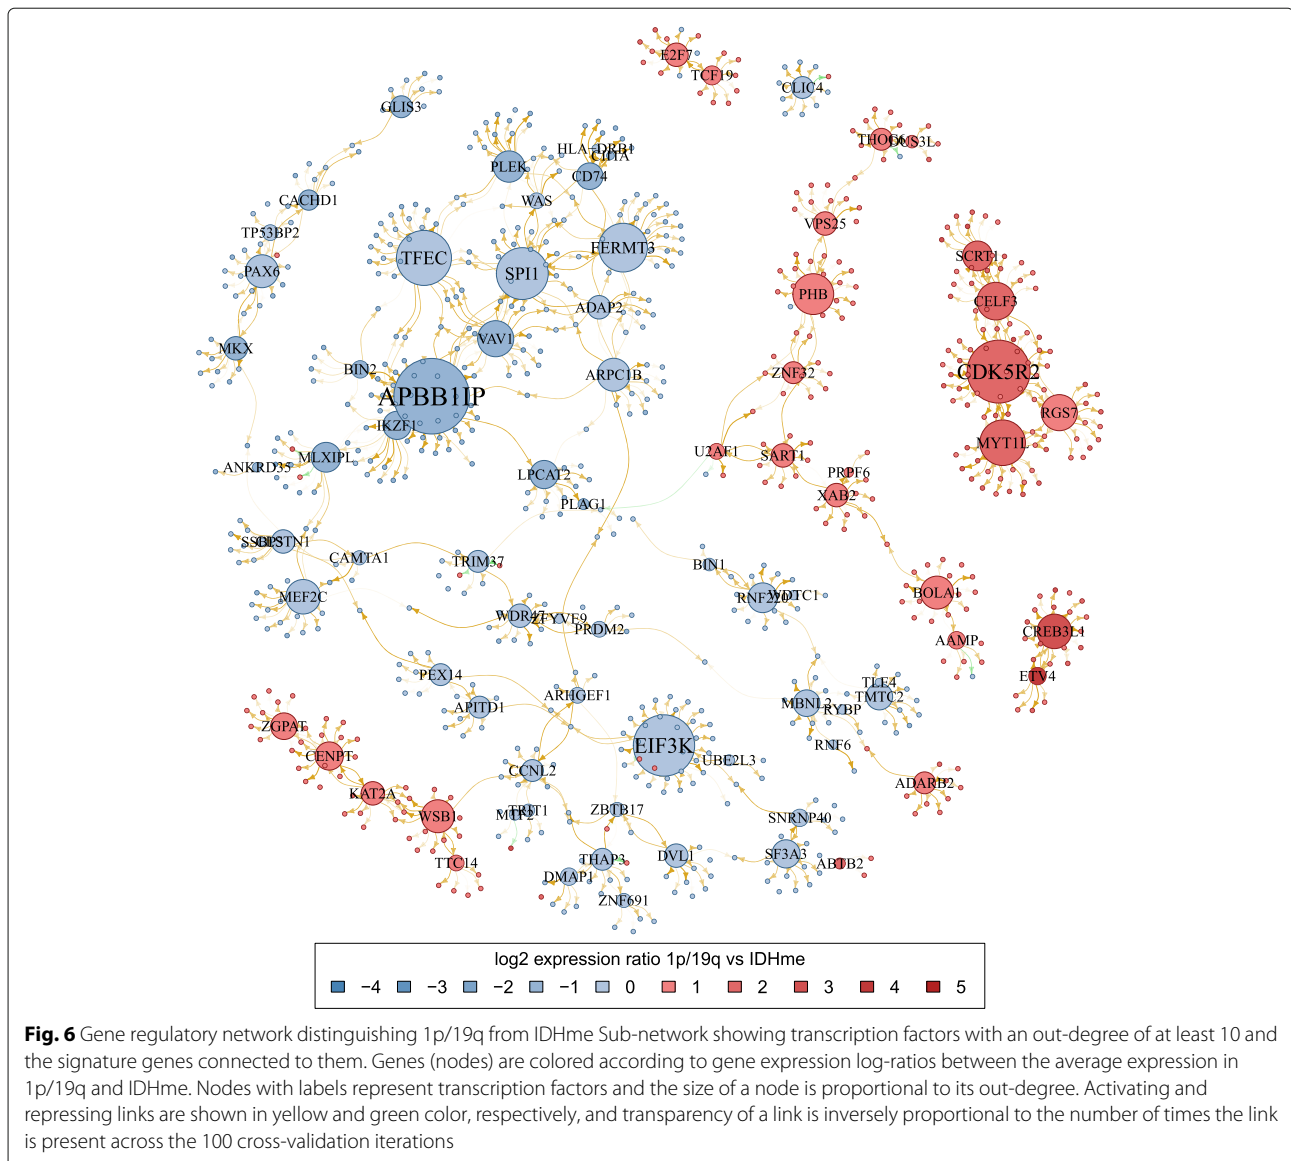 E2F7
TCF19
CLIC4
GLIS3
THOC6
DUS3L
HLA−DRB1
CIITA
PLEK
CD74
WAS
CACHD1
VPS25
TP53BP2
FERMT3
SCRT1
TFEC
SPI1
PAX6
PHB
CELF3
ADAP2
VAV1
MKX
BIN2
ARPC1B
ZNF32
CDK5R2
APBB1IP
RGS7
IKZF1
MYT1L
U2AF1
SART1
MLXIPL
ANKRD35
LPCAT2
PRPF6
XAB2
PLAG1
CLSTN1
CAMTA1
TRIM37
BIN1
MEF2C
RNF220
WDTC1
BOLA1
WDR47
ZFYVE9
PRDM2
CREB3L1
AAMP
PEX14
ETV4
TLE4
TMTC2
ARHGEF1
APITD1
MBNL2
RYBP
ZGPAT
EIF3K
RNF6
CENPT
UBE2L3
CCNL2
ADARB2
KAT2A
WSB1
MTF2
TRIT1
ZBTB17
SNRNP40
TTC14
THAP3
DVL1
SF3A3
ABTB2
DMAP1
ZNF691
log2 expression ratio 1p/19q vs IDHme
−4 −3 −2 −1 0 1 2 3 4 5
Fig. 6 Gene regulatory network distinguishing 1p/19q from IDHme Sub-network showing transcription factors with an out-degree of at least 10 and
the signature genes connected to them. Genes (nodes) are colored according to gene expression log-ratios between the average expression in
1p/19q and IDHme. Nodes with labels represent transcription factors and the size of a node is proportional to its out-degree. Activating and
repressing links are shown in yellow and green color, respectively, and transparency of a link is inversely proportional to the number of times the link
is present across the 100 cross-validation iterations